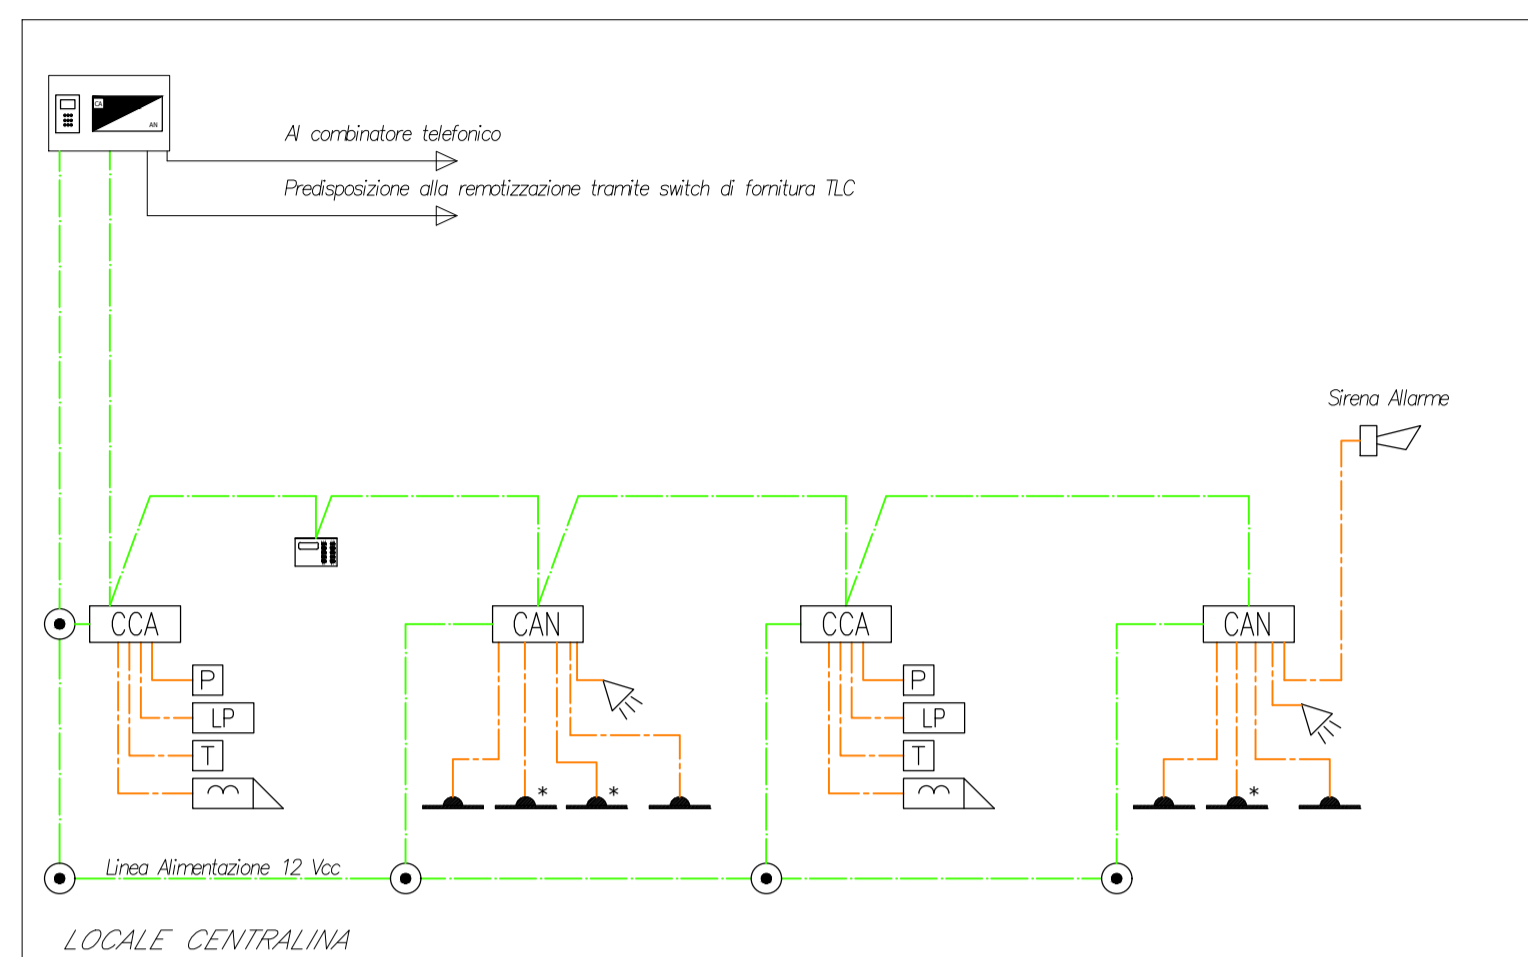 CA
AN
Al combinatore telefonico
Predisposizione alla remotizzazione tramite switch di fornitura TLC
Sirena Allarme
CCA
CAN
CCA
CAN
P
P
LP
LP
T
T
*
*
*
Linea Alimentazione 12 Vcc
LOCALE CENTRALINA